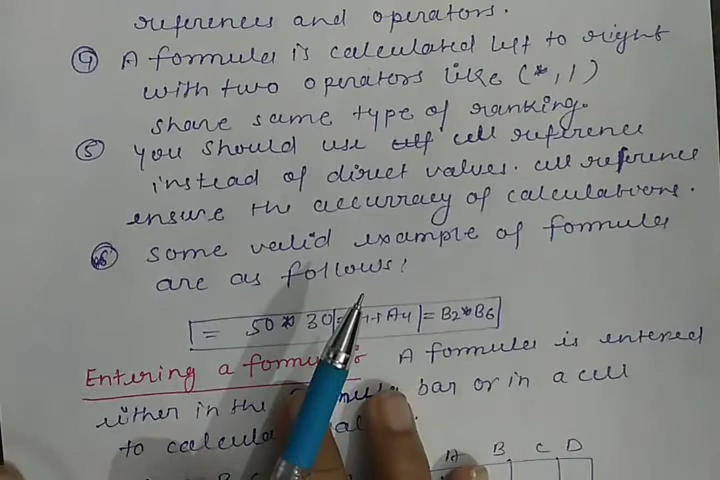 references and operators.
④ A formula is calculated left to right
with two operators like (*, /)
share same type of ranking.
⑤ You should use cell reference
instead of direct values. cell reference
ensure the accurracy of calculations.
⑥ Some valid example of formula
are as follows:
= 50 * 30 +A4 = B2*B6
Entering a A formula is entered
either in the bar or in a cell
to
A B C D